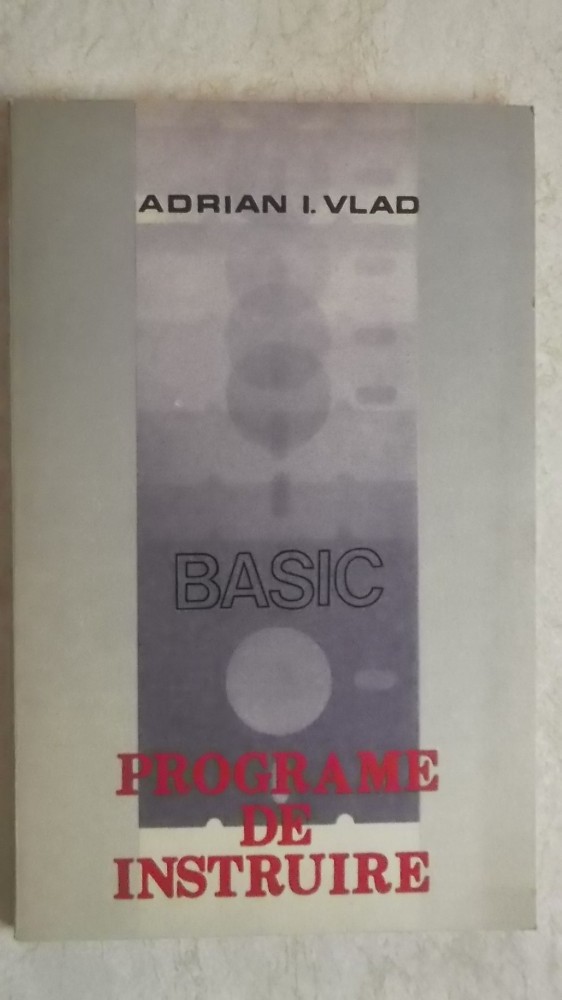 ADRIAN I. VLAD
BASIC
PROGRAME
DE
INSTRUIRE